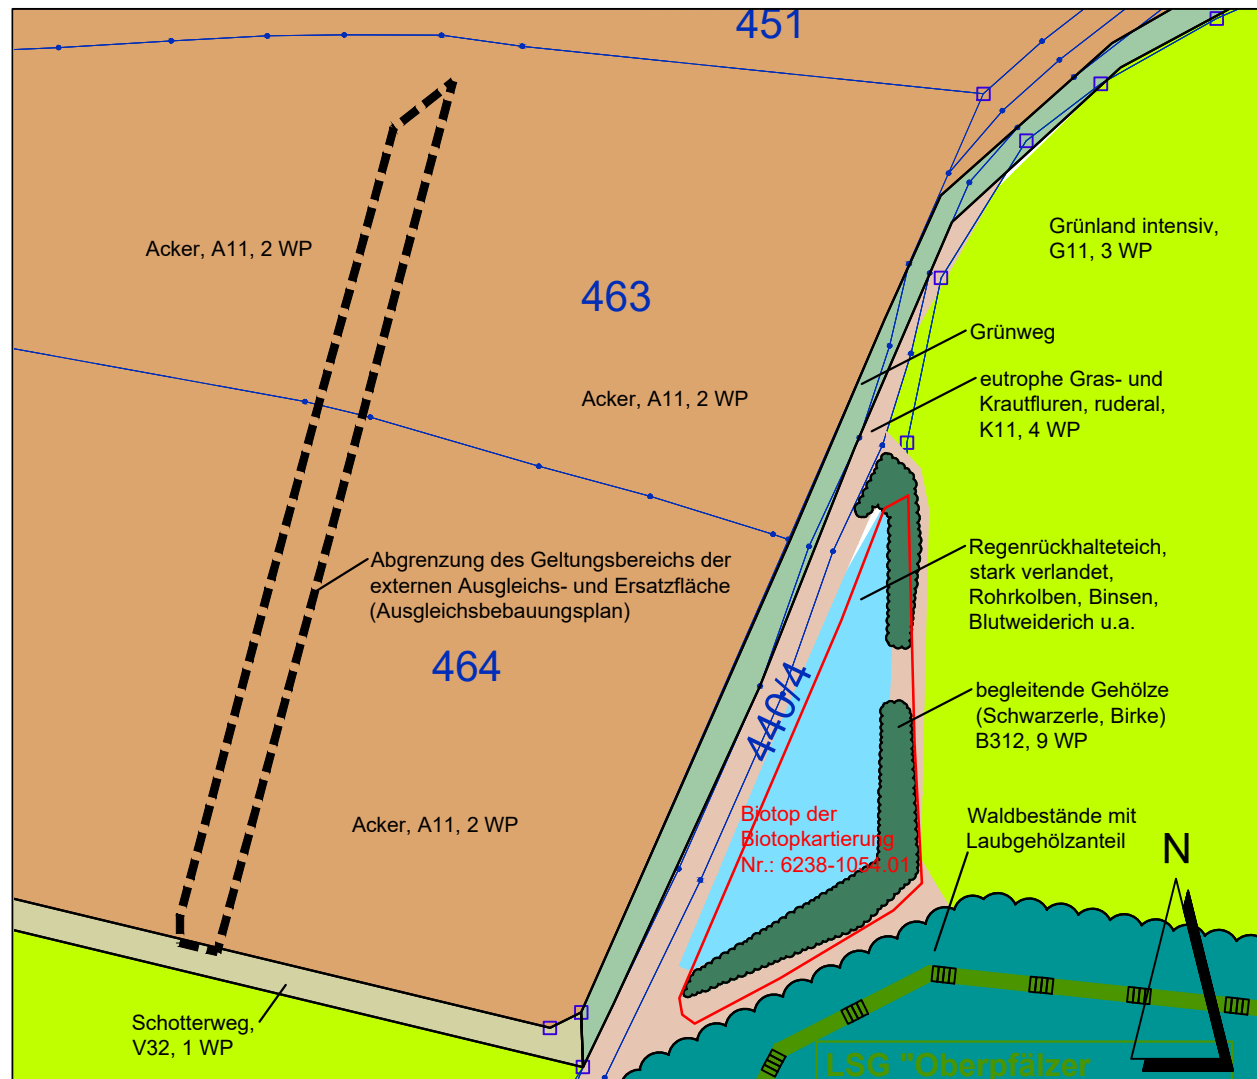 451
Acker, A11, 2 WP
463
Grünland intensiv,
G11, 3 WP
Grünweg
eutrophe Gras- und
Krautfluren, ruderal,
K11, 4 WP
Acker, A11, 2 WP
Abgrenzung des Geltungsbereichs der
externen Ausgleichs- und Ersatzfläche
(Ausgleichsbebauungsplan)
Regenrückhalteteich,
stark verlandet,
Rohrkolben, Binsen,
Blutweiderich u.a.
464
440/4
begleitende Gehölze
(Schwarzerle, Birke)
B312, 9 WP
Acker, A11, 2 WP
Biotop der
Biotopkartierung
Nr.: 6238-1054.01
Waldbestände mit
Laubgehölzanteil
N
Schotterweg,
V32, 1 WP
LSG "Oberpfälzer